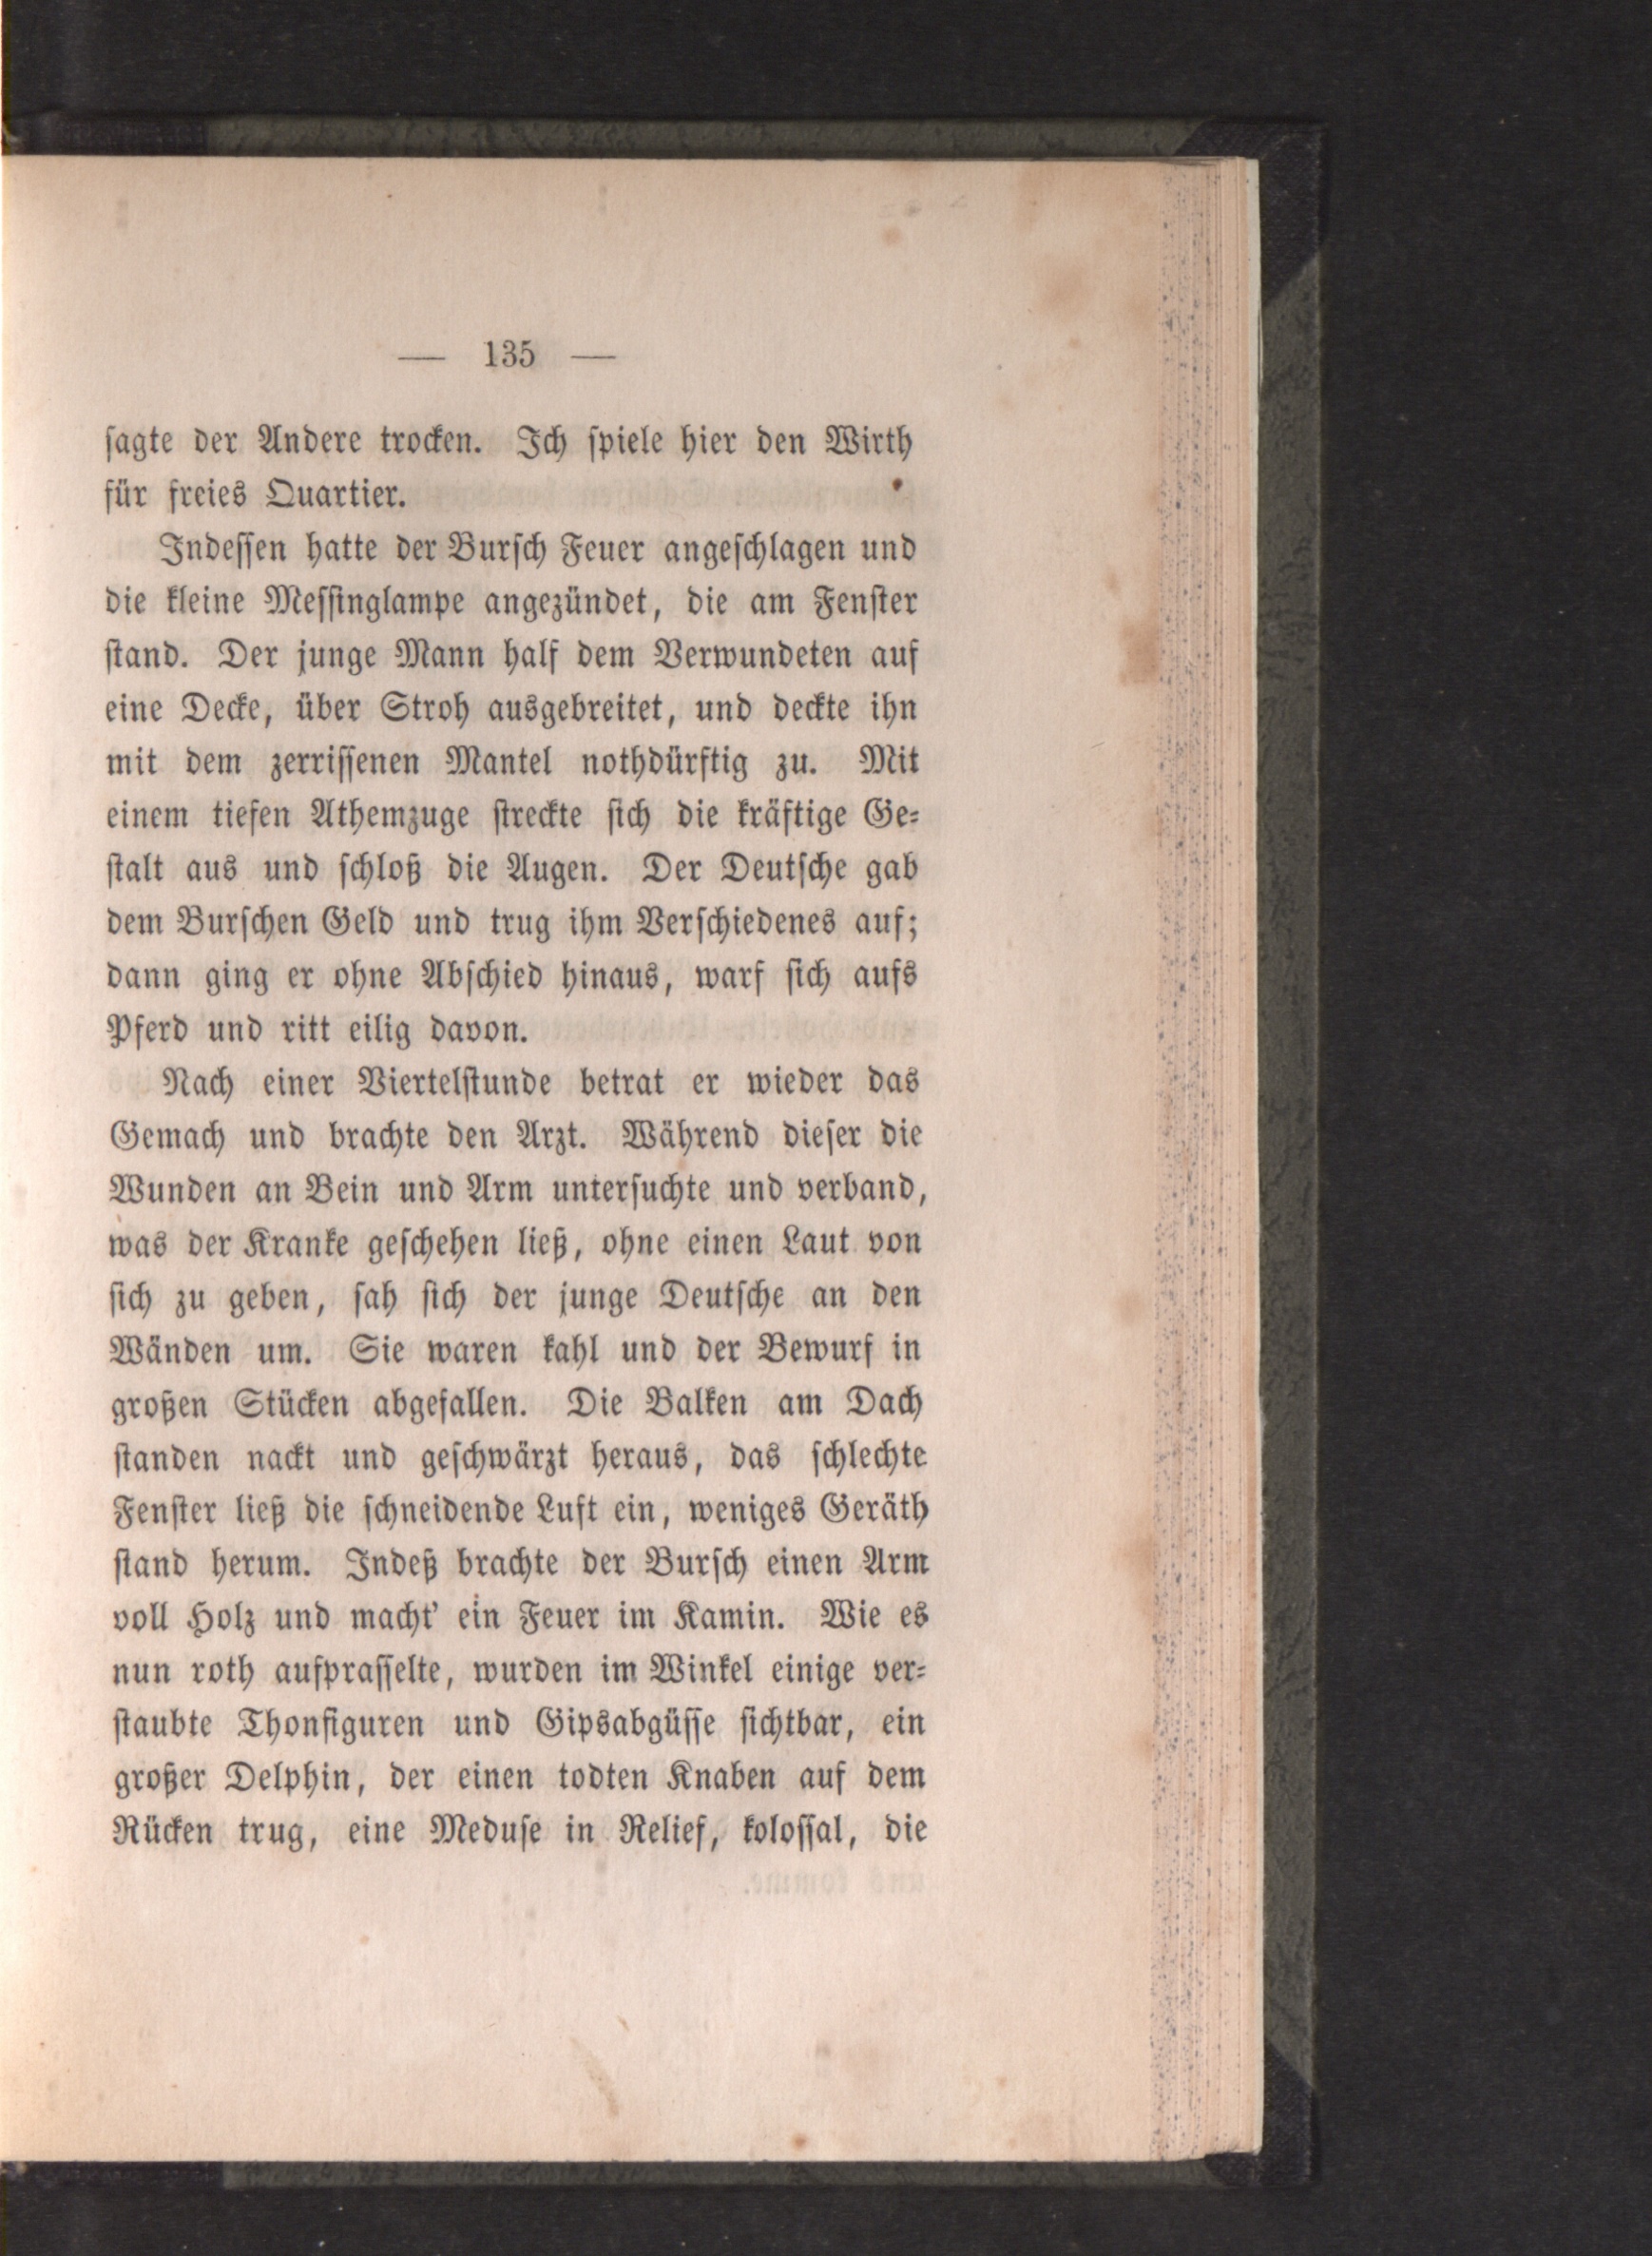 — 135 —
sagte der Andere trocken. Ich spiele hier den Wirth
für freies Quartier.
Indessen hatte der Bursch Feuer angeschlagen und
die kleine Messinglampe angezündet, die am Fenster
stand. Der junge Mann half dem Verwundeten auf
eine Decke, über Stroh ausgebreitet, und deckte ihn
mit dem zerrissenen Mantel nothdürftig zu. Mit
einem tiefen Athemzuge streckte sich die kräftige Ge-
stalt aus und schloß die Augen. Der Deutsche gab
dem Burschen Geld und trug ihm Verschiedenes auf;
dann ging er ohne Abschied hinaus, warf sich aufs
Pferd und ritt eilig davon.
Nach einer Viertelstunde betrat er wieder das
Gemach und brachte den Arzt. Während dieser die
Wunden an Bein und Arm untersuchte und verband,
was der Kranke geschehen ließ, ohne einen Laut von
sich zu geben, sah sich der junge Deutsche an den
Wänden um. Sie waren kahl und der Bewurf in
großen Stücken abgefallen. Die Balken am Dach
standen nackt und geschwärzt heraus, das schlechte
Fenster ließ die schneidende Luft ein, weniges Geräth
stand herum. Indeß brachte der Bursch einen Arm
voll Holz und macht' ein Feuer im Kamin. Wie es
nun roth aufprasselte, wurden im Winkel einige ver-
staubte Thonfiguren und Gipsabgüsse sichtbar, ein
großer Delphin, der einen todten Knaben auf dem
Rücken trug, eine Meduse in Relief, kolossal, die